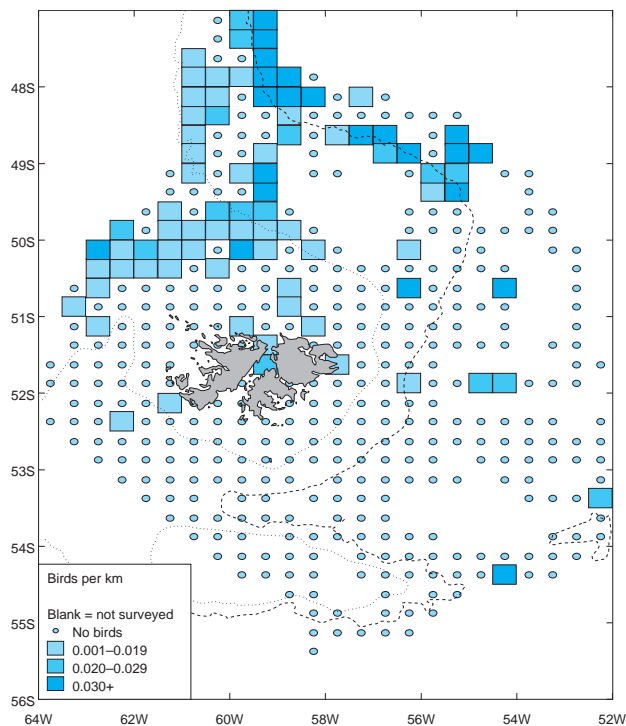 48S
49S
50S
51S
52S
53S
54S
55S
56S
Birds per km
Blank = not surveyed
No birds
0.001–0.019
0.020–0.029
0.030+
64W
62W
60W
58W
56W
54W
52W